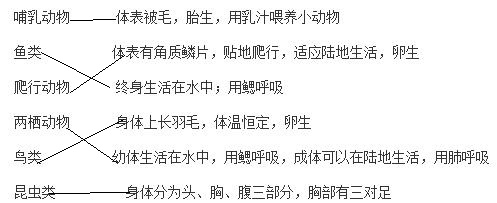 哺乳动物 体表被毛，胎生，用乳汁喂养小动物
鱼类 体表有角质鳞片，贴地爬行，适应陆地生活，卵生
爬行动物 终身生活在水中；用鳃呼吸
两栖动物 身体上长羽毛，体温恒定，卵生
鸟类 幼体生活在水中，用鳃呼吸，成体可以在陆地生活，用肺呼吸
昆虫类 身体分为头、胸、腹三部分，胸部有三对足